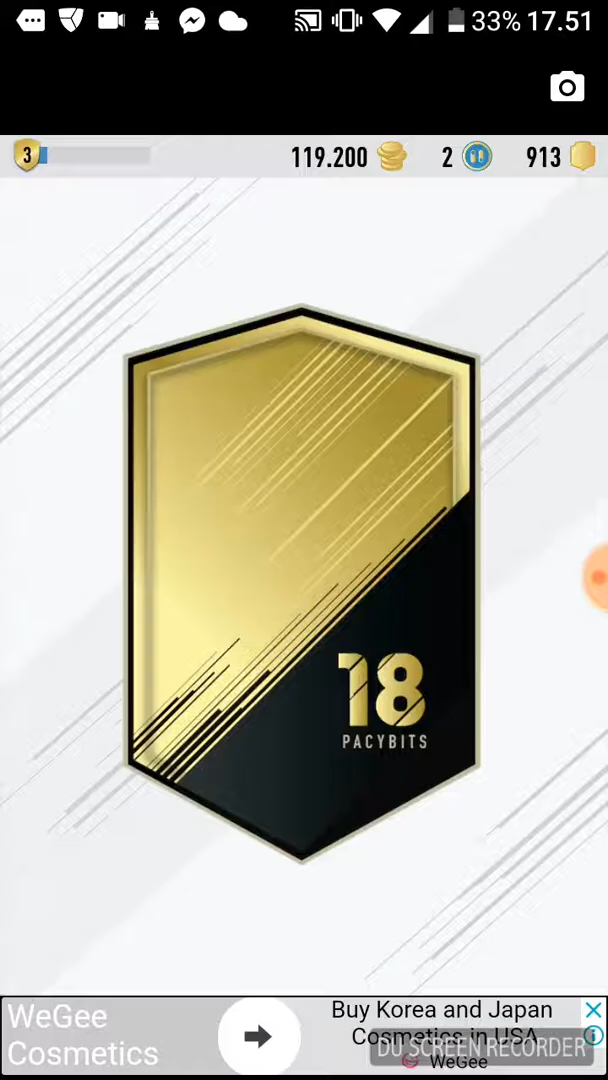 33% 17.51
3 119.200 2 913
18
PACYBITS
WeGee
Cosmetics
Buy Korea and Japan
Cosmetics in USA
WeGee
DU SCREEN RECORDER